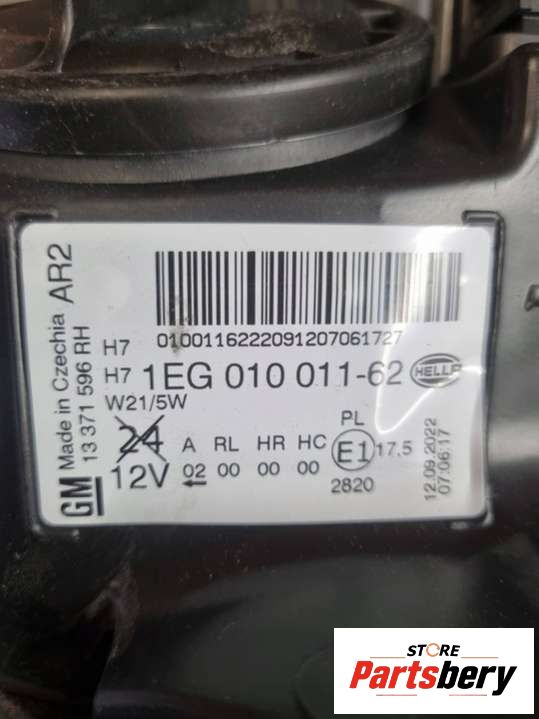 GM
Made in Czechia
13 371 596 RH
AR2
0100116222091207061727
H7
H7 1EG 010 011-62 HELLA
W21/5W
24
12V
A RL HR HC
02 00 00 00
PL
E1 17.5
2820
12.09.2022
07:06:17
STORE
Partsbery